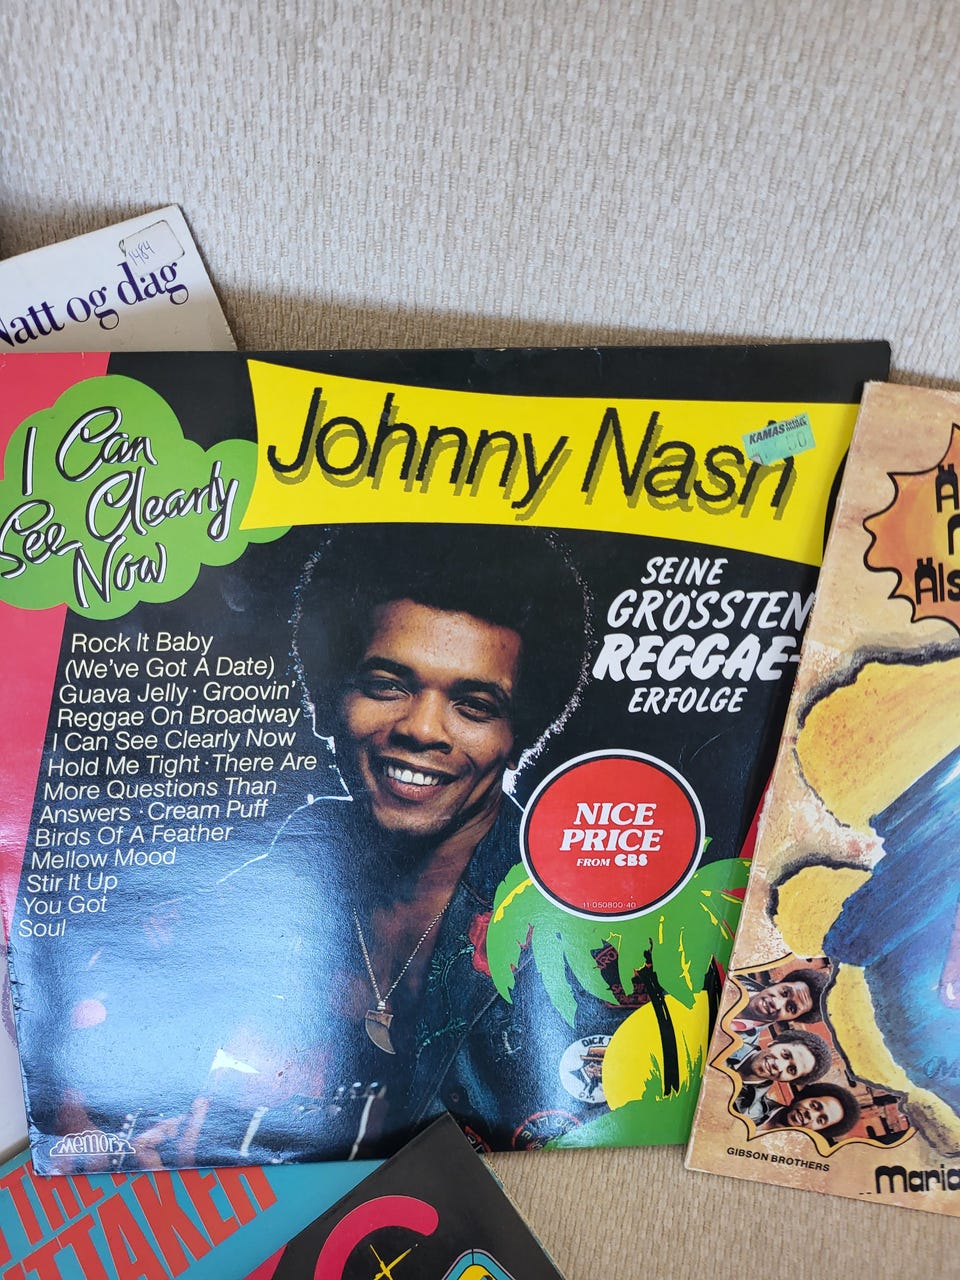 1484
Natt og dag
I Can
See Clearly
Now
Johnny Nash
KAMAS
SEINE
GRÖSSTEN
REGGAE-
ERFOLGE
Rock It Baby
(We've Got A Date)
Guava Jelly · Groovin'
Reggae On Broadway
I Can See Clearly Now
Hold Me Tight · There Are
More Questions Than
Answers · Cream Puff
Birds Of A Feather
Mellow Mood
Stir It Up
You Got
Soul
NICE
PRICE
FROM CBS
11-050800-40
DICK
Memory
GIBSON BROTHERS